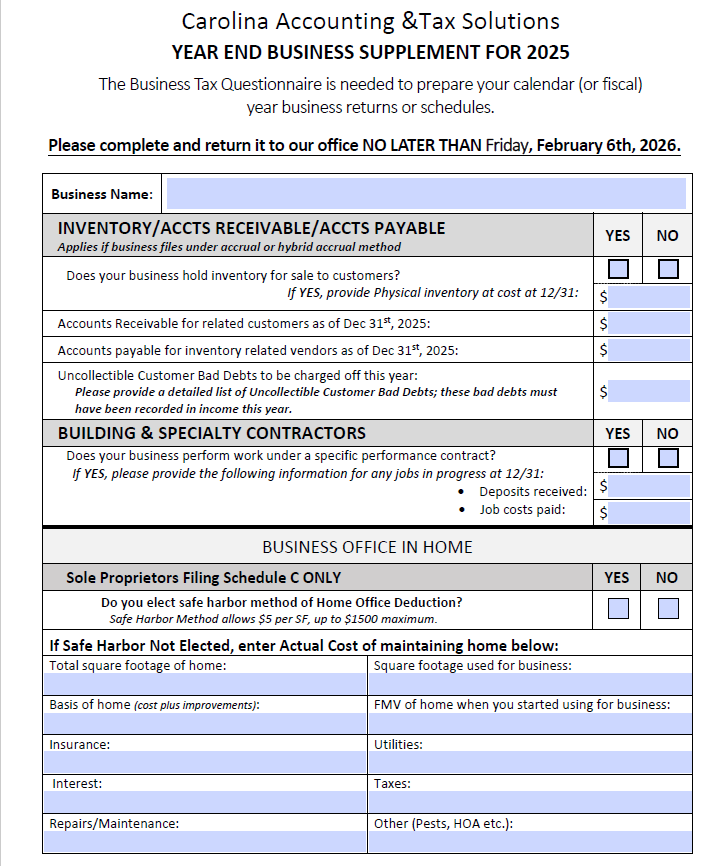 Carolina Accounting &Tax Solutions
YEAR END BUSINESS SUPPLEMENT FOR 2025
The Business Tax Questionnaire is needed to prepare your calendar (or fiscal)
year business returns or schedules.
Please complete and return it to our office NO LATER THAN Friday, February 6th, 2026.
Business Name:
INVENTORY/ACCTS RECEIVABLE/ACCTS PAYABLE
Applies if business files under accrual or hybrid accrual method
YES NO
Does your business hold inventory for sale to customers?
If YES, provide Physical inventory at cost at 12/31: $
Accounts Receivable for related customers as of Dec 31st, 2025: $
Accounts payable for inventory related vendors as of Dec 31st, 2025: $
Uncollectible Customer Bad Debts to be charged off this year:
Please provide a detailed list of Uncollectible Customer Bad Debts; these bad debts must $
have been recorded in income this year.
BUILDING & SPECIALTY CONTRACTORS YES NO
Does your business perform work under a specific performance contract?
If YES, please provide the following information for any jobs in progress at 12/31:
• Deposits received: $
• Job costs paid: $
BUSINESS OFFICE IN HOME
Sole Proprietors Filing Schedule C ONLY YES NO
Do you elect safe harbor method of Home Office Deduction?
Safe Harbor Method allows $5 per SF, up to $1500 maximum.
If Safe Harbor Not Elected, enter Actual Cost of maintaining home below:
Total square footage of home: Square footage used for business:
Basis of home (cost plus improvements): FMV of home when you started using for business:
Insurance: Utilities:
Interest: Taxes:
Repairs/Maintenance: Other (Pests, HOA etc.):